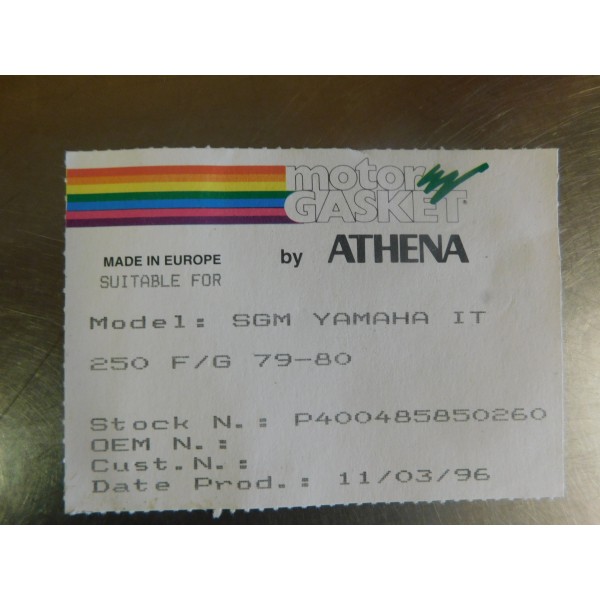 motor
GASKET®
MADE IN EUROPE
by ATHENA
SUITABLE FOR
Model: SGM YAMAHA IT
250 F/G 79-80
Stock N.: P400485850260
OEM N.:
Cust.N.:
Date Prod.: 11/03/96